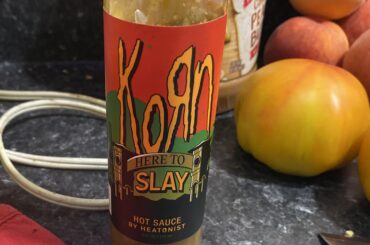 KoЯn
HERE TO
SLAY
HOT SAUCE
BY HEATONIST